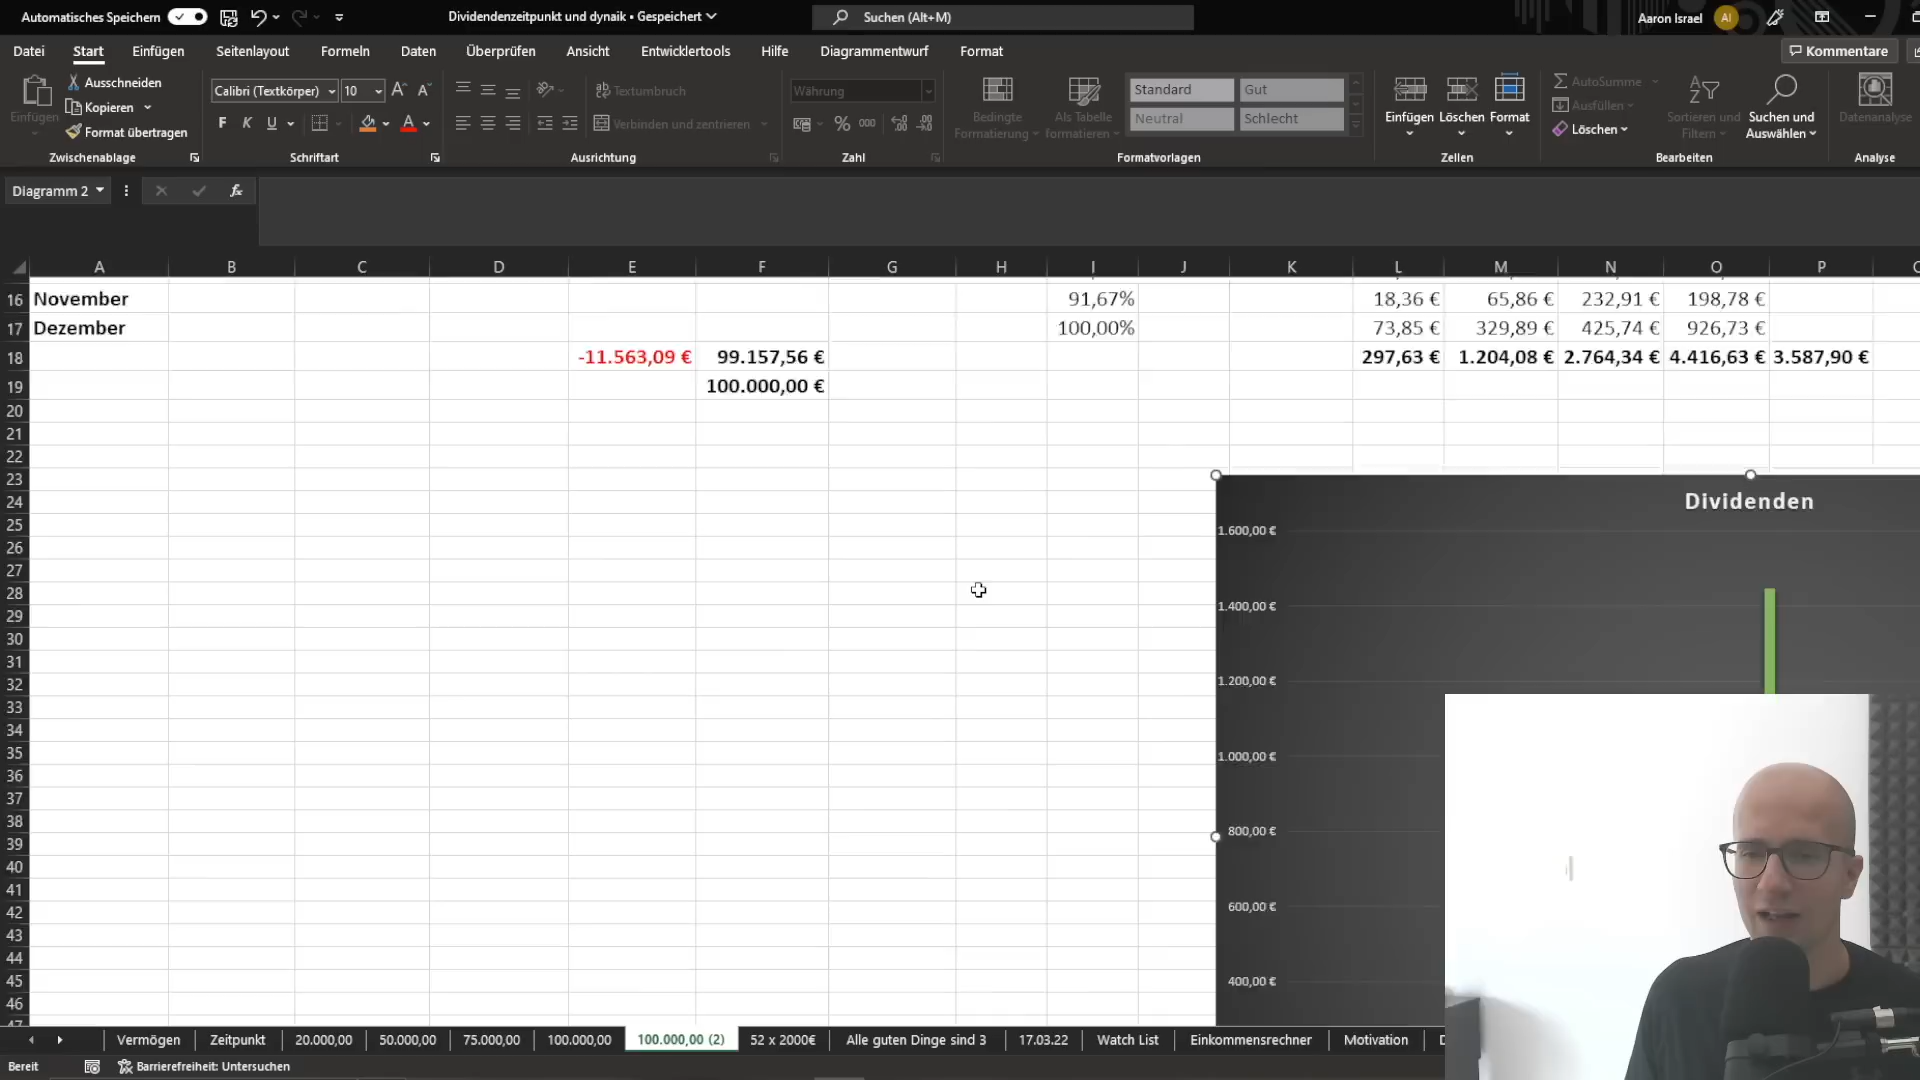 Automatisches Speichern
Dividendenzeitpunkt und dynaik • Gespeichert
Suchen (Alt+M)
Aaron Israel
AI
Datei Start Einfügen Seitenlayout Formeln Daten Überprüfen Ansicht Entwicklertools Hilfe Diagrammentwurf Format
Kommentare
Einfügen
Ausschneiden
Kopieren
Format übertragen
Zwischenablage
Calibri (Textkörper) 10
F K U
Schriftart
Textumbruch
Verbinden und zentrieren
Ausrichtung
Währung
% 000
Zahl
Bedingte Formatierung
Als Tabelle formatieren
Standard Gut
Neutral Schlecht
Formatvorlagen
Einfügen Löschen Format
Zellen
AutoSumme
Ausfüllen
Löschen
Sortieren und Filtern
Suchen und Auswählen
Bearbeiten
Datenanalyse
Analyse
Diagramm 2
fx
A B C D E F G H I J K L M N O P
16 November 91,67% 18,36 € 65,86 € 232,91 € 198,78 €
17 Dezember 100,00% 73,85 € 329,89 € 425,74 € 926,73 €
18 -11.563,09 € 99.157,56 € 297,63 € 1.204,08 € 2.764,34 € 4.416,63 € 3.587,90 €
19 100.000,00 €
20
21
22
23
24
25
26
27
28
29
30
31
32
33
34
35
36
37
38
39
40
41
42
43
44
45
46
Dividenden
1.600,00 €
1.400,00 €
1.200,00 €
1.000,00 €
800,00 €
600,00 €
400,00 €
Vermögen Zeitpunkt 20.000,00 50.000,00 75.000,00 100.000,00 100.000,00 (2) 52 x 2000€ Alle guten Dinge sind 3 17.03.22 Watch List Einkommensrechner Motivation
Bereit
Barrierefreiheit: Untersuchen